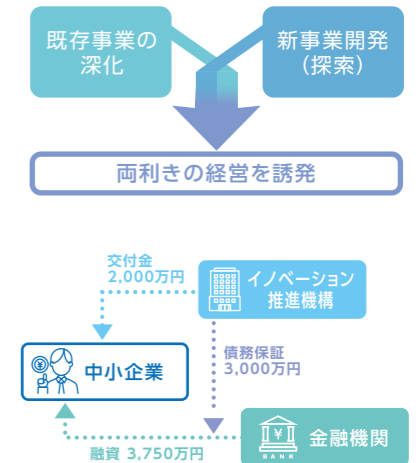 既存事業の
深化
新事業開発
（探索）
両利きの経営を誘発
交付金
2,000万円
イノベーション
推進機構
中小企業
債務保証
3,000万円
¥
BANK
金融機関
融資 3,750万円